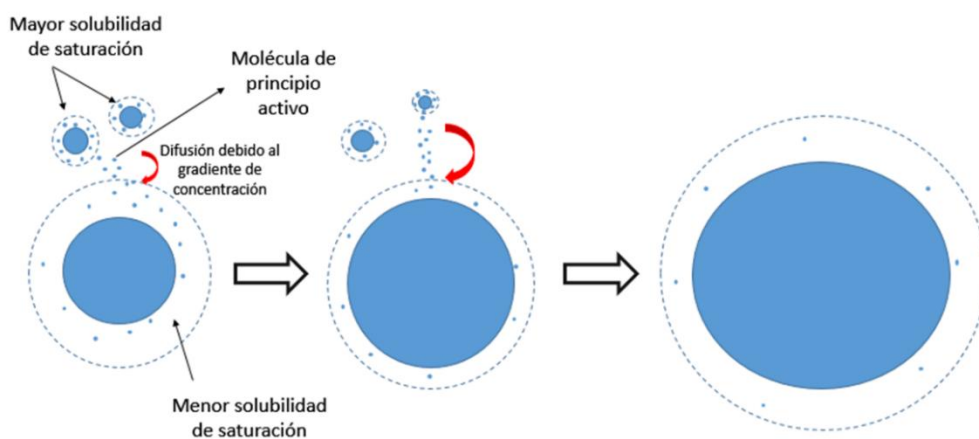 Mayor solubilidad
de saturación
Molécula de
principio
activo
Difusión debido al
gradiente de
concentración
Menor solubilidad
de saturación